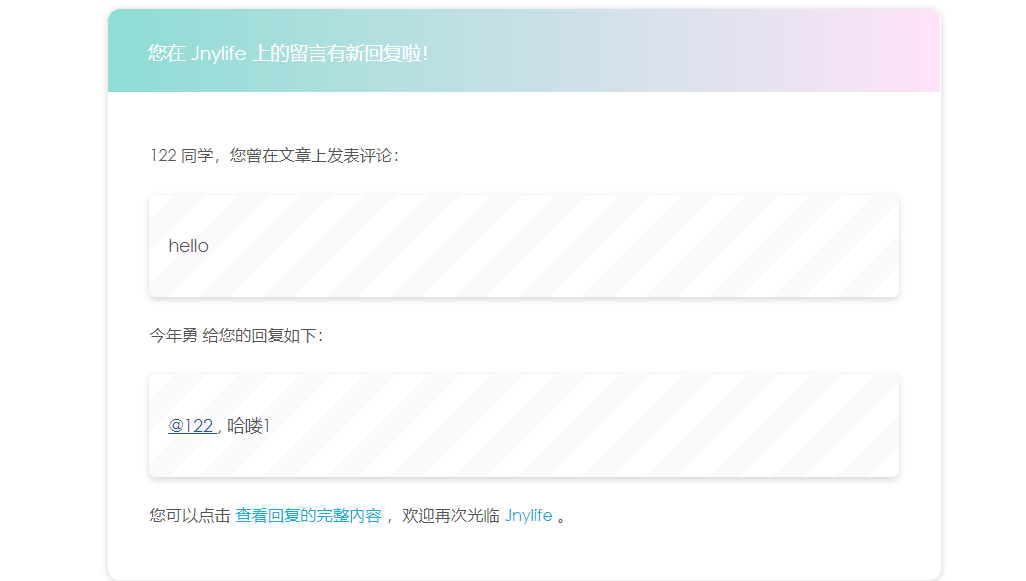 您在 Jnylife 上的留言有新回复啦！
122 同学，您曾在文章上发表评论：
hello
今年勇 给您的回复如下：
@122 , 哈喽1
您可以点击 查看回复的完整内容 ，欢迎再次光临 Jnylife 。